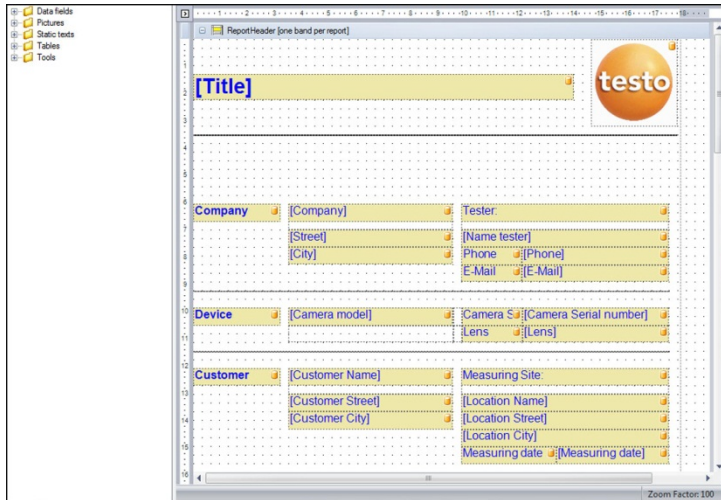 Data fields
Pictures
Static texts
Tables
Tools
ReportHeader [one band per report]
[Title]
testo
Company [Company] Tester:
[Street] [Name tester]
[City] Phone [Phone]
E-Mail [E-Mail]
Device [Camera model] Camera S [Camera Serial number]
Lens [Lens]
Customer [Customer Name] Measuring Site:
[Customer Street] [Location Name]
[Customer City] [Location Street]
[Location City]
Measuring date [Measuring date]
Zoom Factor: 100